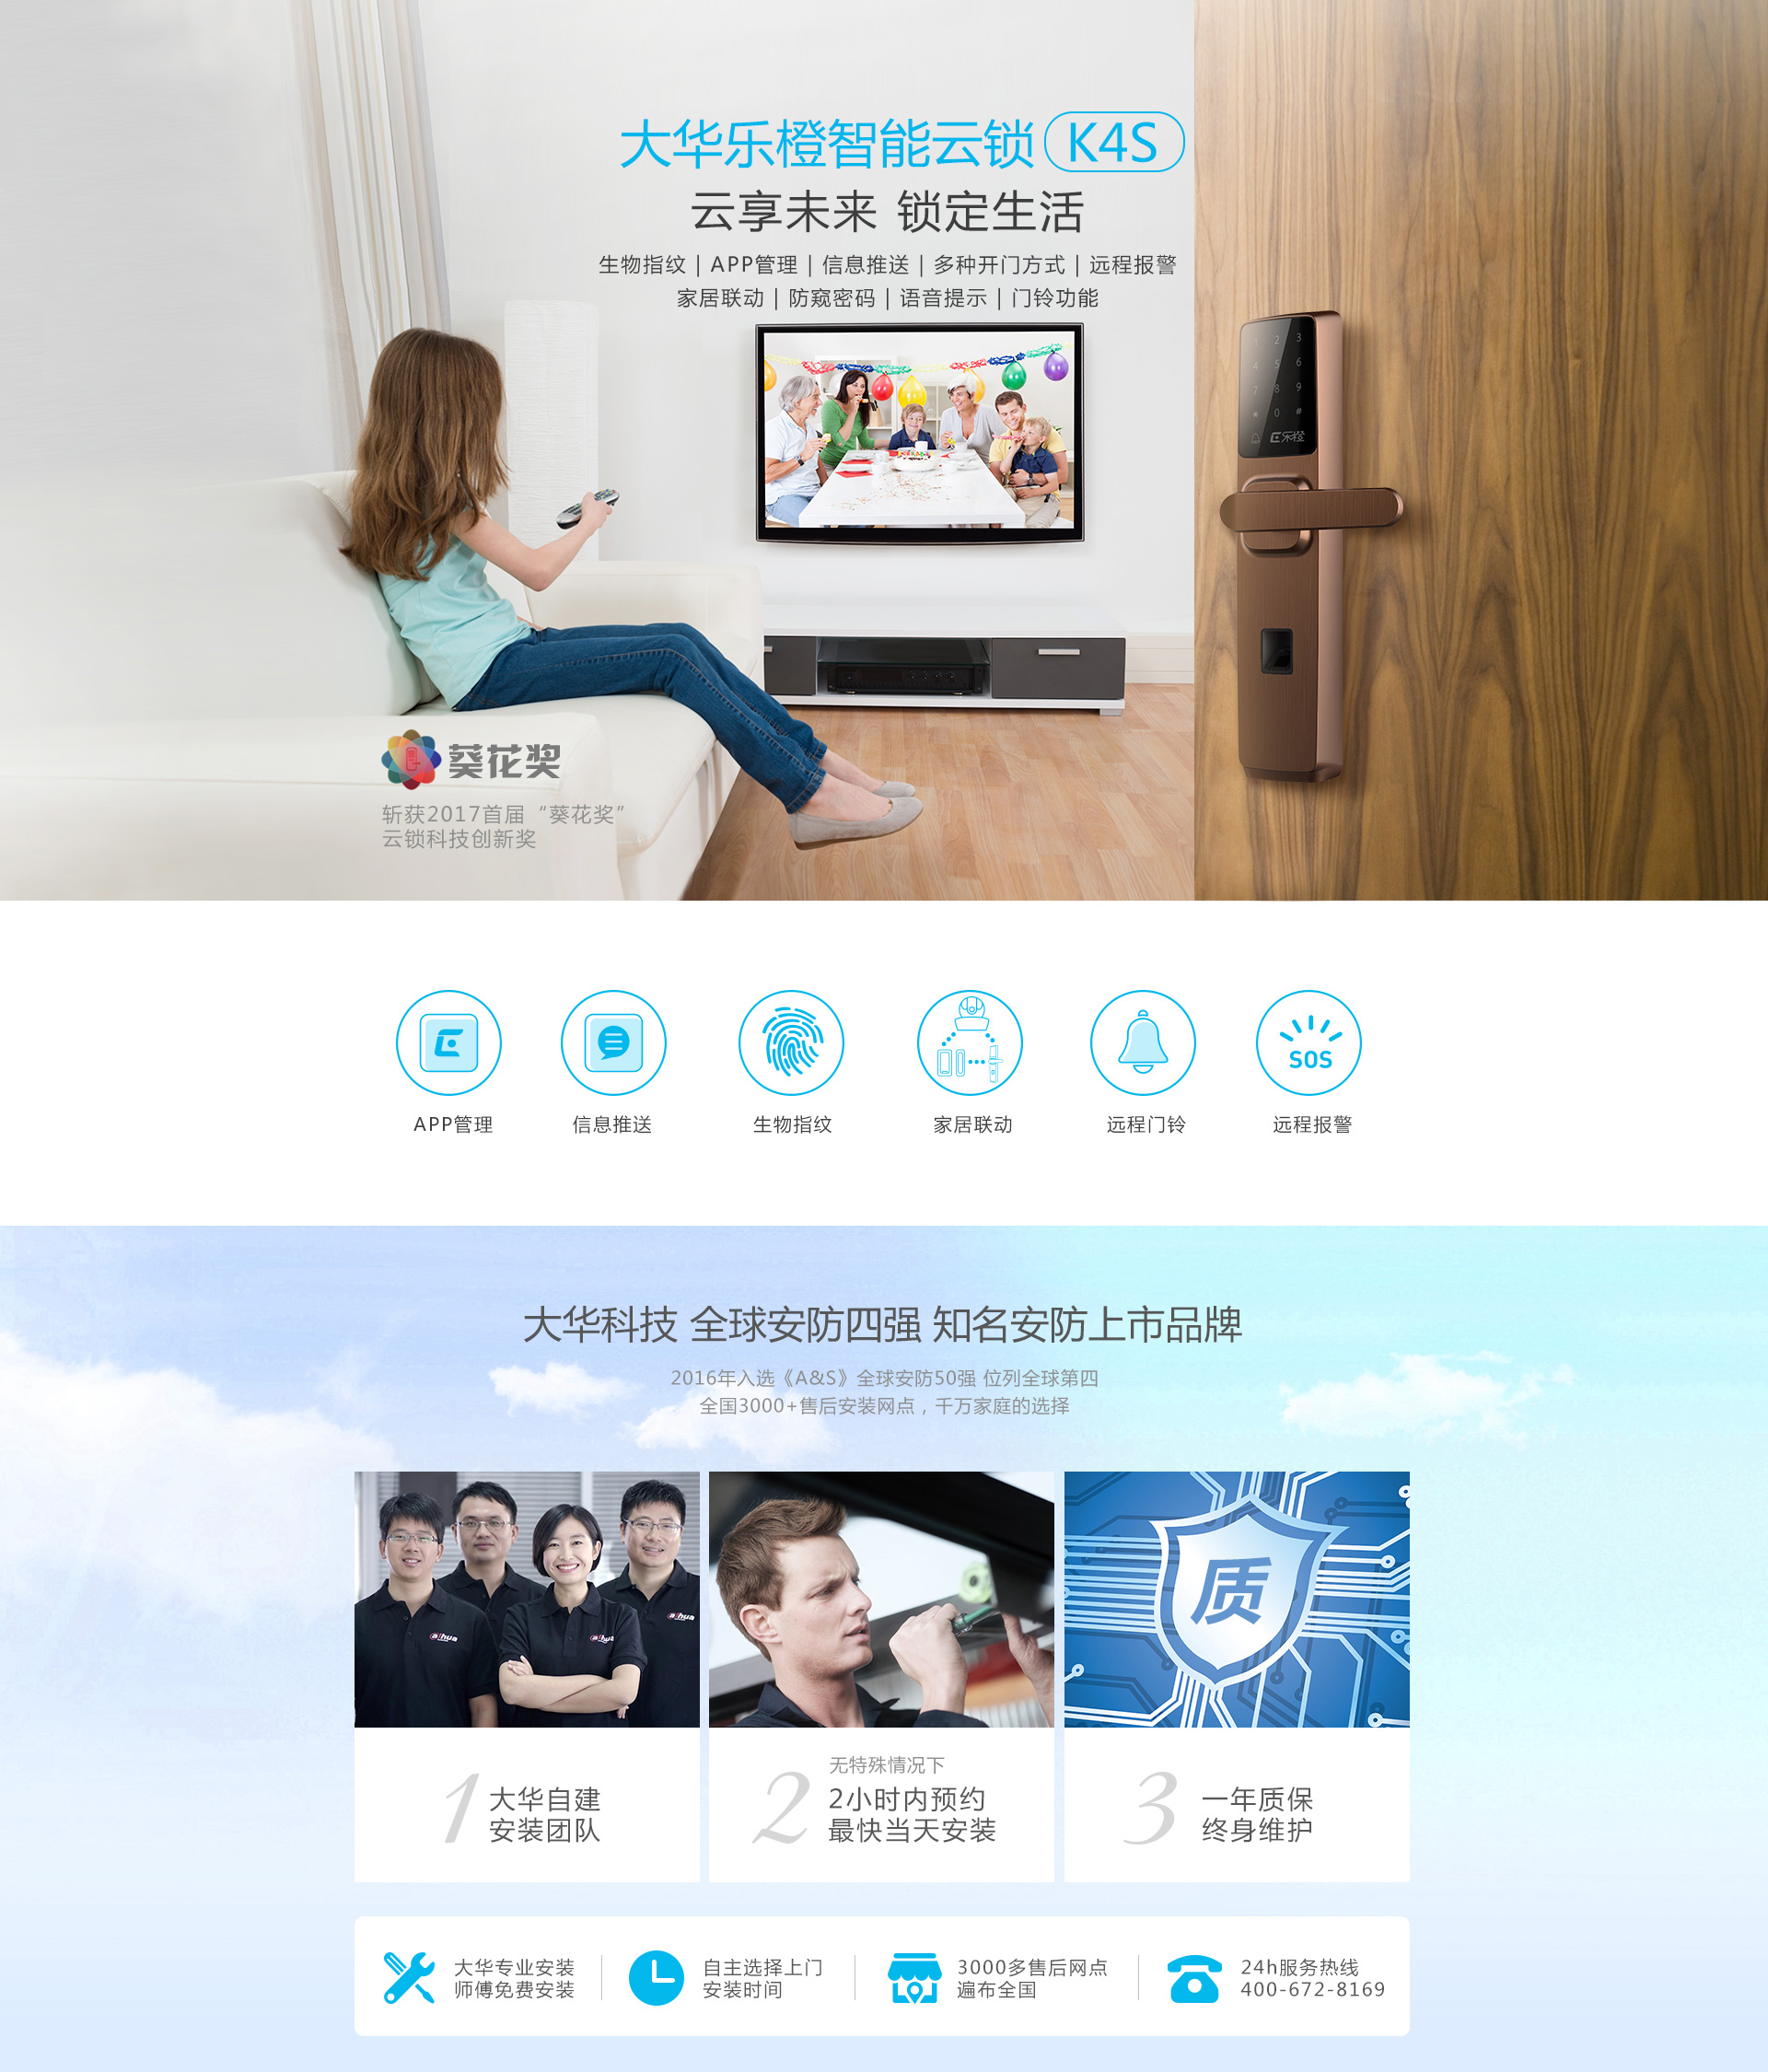 大华乐橙智能云锁 K4S
云享未来 锁定生活
生物指纹 | APP管理 | 信息推送 | 多种开门方式 | 远程报警
家居联动 | 防窥密码 | 语音提示 | 门铃功能
1 2 3
4 5 6
7 8 9
* 0 #
乐橙
葵花奖
斩获2017首届“葵花奖”
云锁科技创新奖
SOS
APP管理
信息推送
生物指纹
家居联动
远程门铃
远程报警
大华科技 全球安防四强 知名安防上市品牌
2016年入选《A&S》全球安防50强 位列全球第四
全国3000+售后安装网点，千万家庭的选择
alhua
alhua
alhua
质
1
大华自建
安装团队
2
无特殊情况下
2小时内预约
最快当天安装
3
一年质保
终身维护
大华专业安装
师傅免费安装
自主选择上门
安装时间
3000多售后网点
遍布全国
24h服务热线
400-672-8169